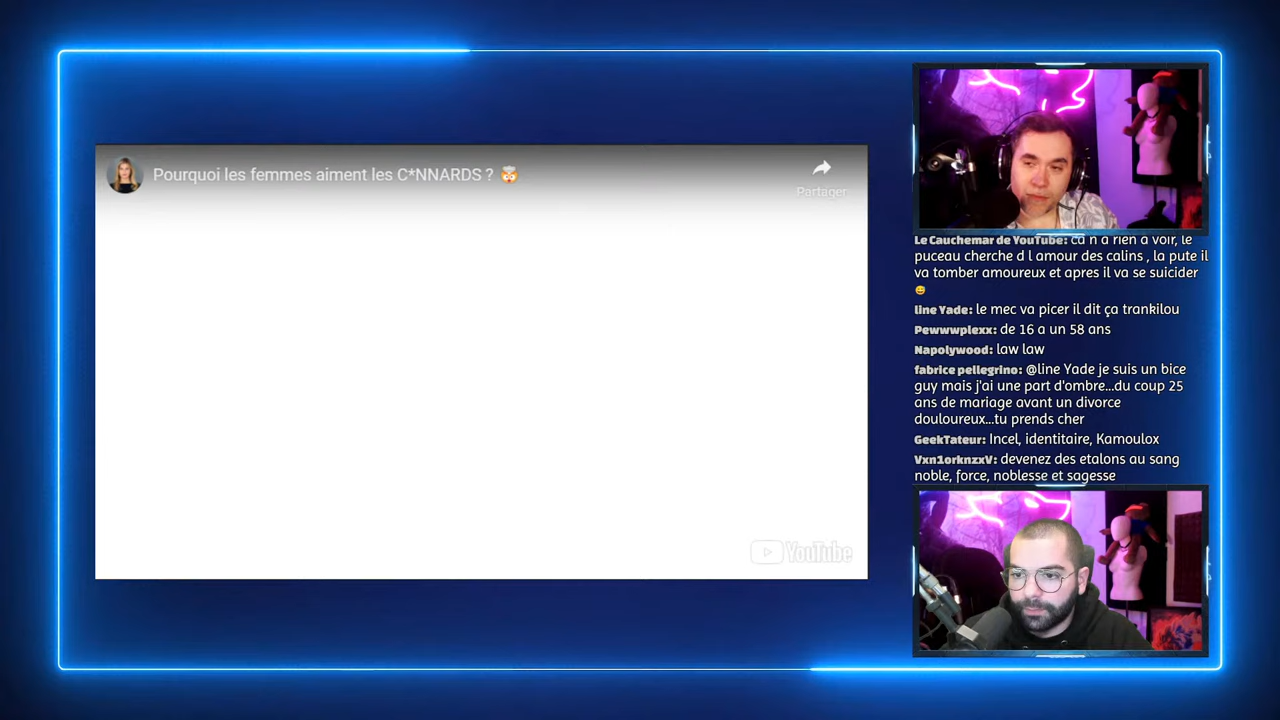 Pourquoi les femmes aiment les C*NNARDS ? 🤯
Partager
YouTube
Le Cauchemar de YouTube: ca n a rien a voir, le
puceau cherche d l amour des calins , la pute il
va tomber amoureux et apres il va se suicider
😅
line Yade: le mec va picer il dit ça trankilou
Pewwwplexx: de 16 a un 58 ans
Napolywood: law law
fabrice pellegrino: @line Yade je suis un bice
guy mais j'ai une part d'ombre...du coup 25
ans de mariage avant un divorce
douloureux...tu prends cher
GeekTateur: Incel, identitaire, Kamoulox
Vxn1orknzxV: devenez des etalons au sang
noble, force, noblesse et sagesse